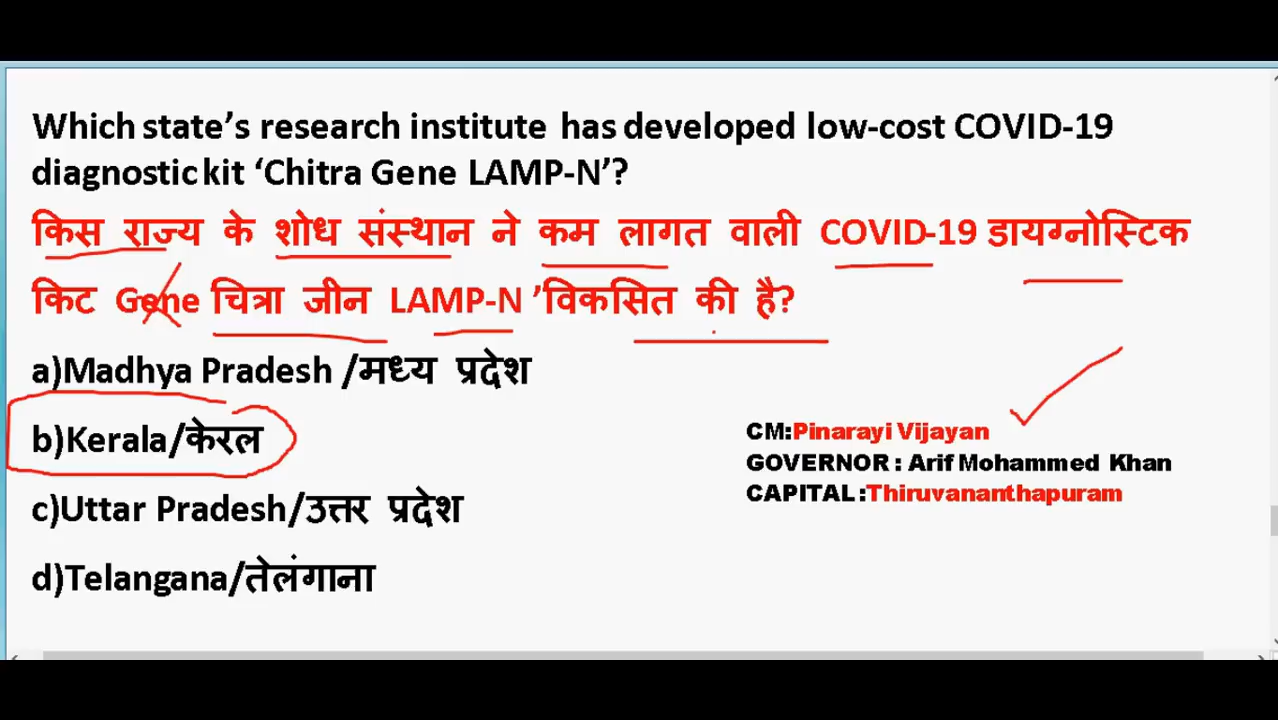 Which state’s research institute has developed low-cost COVID-19
diagnostic kit ‘Chitra Gene LAMP-N’?
किस राज्य के शोध संस्थान ने कम लागत वाली COVID-19 डायग्नोस्टिक
किट Gene चित्रा जीन LAMP-N ’विकसित की है?
a)Madhya Pradesh /मध्य प्रदेश
b)Kerala/केरल
CM:Pinarayi Vijayan
GOVERNOR : Arif Mohammed Khan
CAPITAL :Thiruvananthapuram
c)Uttar Pradesh/उत्तर प्रदेश
d)Telangana/तेलंगाना